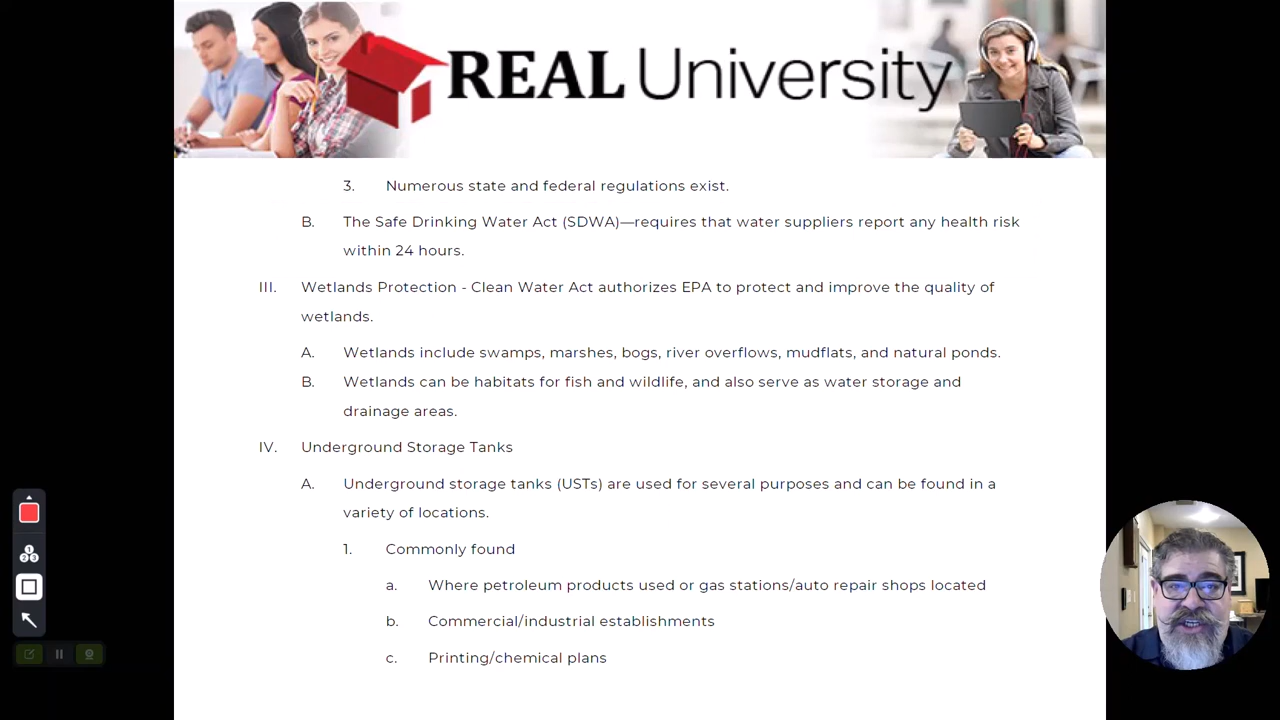 REAL University
3. Numerous state and federal regulations exist.
B. The Safe Drinking Water Act (SDWA)—requires that water suppliers report any health risk
within 24 hours.
III. Wetlands Protection - Clean Water Act authorizes EPA to protect and improve the quality of
wetlands.
A. Wetlands include swamps, marshes, bogs, river overflows, mudflats, and natural ponds.
B. Wetlands can be habitats for fish and wildlife, and also serve as water storage and
drainage areas.
IV. Underground Storage Tanks
A. Underground storage tanks (USTs) are used for several purposes and can be found in a
variety of locations.
1. Commonly found
a. Where petroleum products used or gas stations/auto repair shops located
b. Commercial/industrial establishments
c. Printing/chemical plans